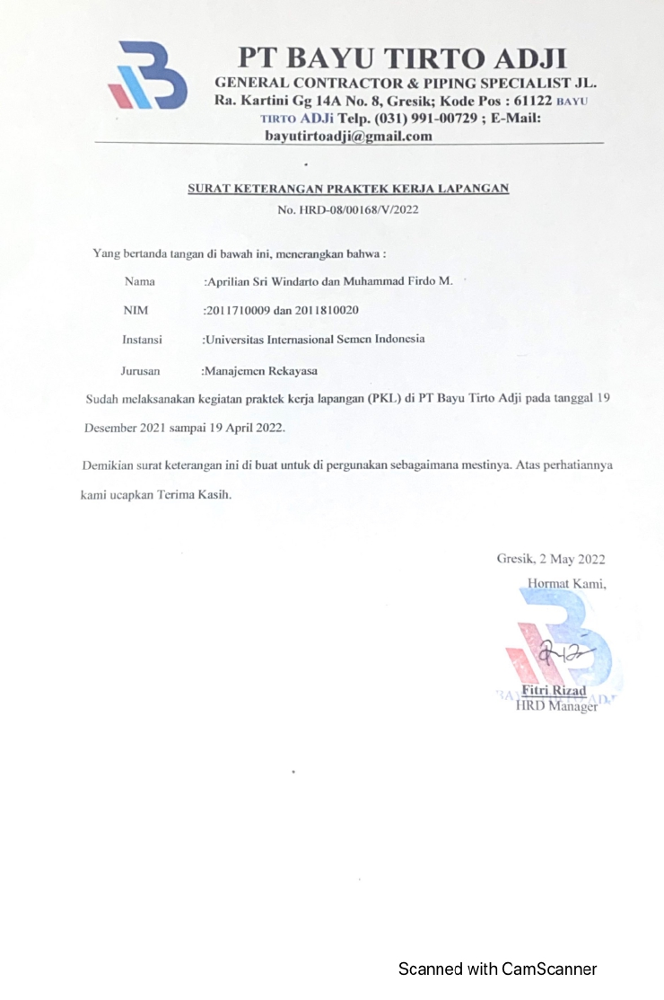 PT BAYU TIRTO ADJI
GENERAL CONTRACTOR & PIPING SPECIALIST JL.
Ra. Kartini Gg 14A No. 8, Gresik; Kode Pos : 61122 BAYU
TIRTO ADJi Telp. (031) 991-00729 ; E-Mail:
bayutirtoadji@gmail.com
SURAT KETERANGAN PRAKTEK KERJA LAPANGAN
No. HRD-08/00168/V/2022
Yang bertanda tangan di bawah ini, menerangkan bahwa :
Nama :Aprilian Sri Windarto dan Muhammad Firdo M.
NIM :2011710009 dan 2011810020
Instansi :Universitas Internasional Semen Indonesia
Jurusan :Manajemen Rekayasa
Sudah melaksanakan kegiatan praktek kerja lapangan (PKL) di PT Bayu Tirto Adji pada tanggal 19
Desember 2021 sampai 19 April 2022.
Demikian surat keterangan ini di buat untuk di pergunakan sebagaimana mestinya. Atas perhatiannya
kami ucapkan Terima Kasih.
Gresik, 2 May 2022
Hormat Kami,
Fitri Rizad
HRD Manager
Scanned with CamScanner